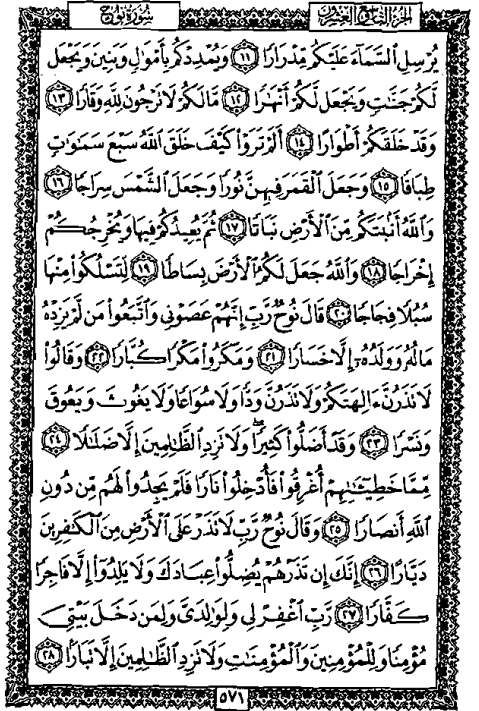 الجزء التاسع والعشرون
سورة نوح
يُرْسِلِ ٱلسَّمَآءَ عَلَيْكُم مِّدْرَارًا ۝١١ وَيُمْدِدْكُم بِأَمْوَٰلٍ وَبَنِينَ وَيَجْعَل
لَّكُمْ جَنَّٰتٍ وَيَجْعَل لَّكُمْ أَنْهَٰرًا ۝١٢ مَّا لَكُمْ لَا تَرْجُونَ لِلَّهِ وَقَارًا ۝١٣
وَقَدْ خَلَقَكُمْ أَطْوَارًا ۝١٤ أَلَمْ تَرَوْا۟ كَيْفَ خَلَقَ ٱللَّهُ سَبْعَ سَمَٰوَٰتٍ
طِبَاقًا ۝١٥ وَجَعَلَ ٱلْقَمَرَ فِيهِنَّ نُورًا وَجَعَلَ ٱلشَّمْسَ سِرَاجًا ۝١٦
وَٱللَّهُ أَنۢبَتَكُم مِّنَ ٱلْأَرْضِ نَبَاتًا ۝١٧ ثُمَّ يُعِيدُكُمْ فِيهَا وَيُخْرِجُكُمْ
إِخْرَاجًا ۝١٨ وَٱللَّهُ جَعَلَ لَكُمُ ٱلْأَرْضَ بِسَاطًا ۝١٩ لِّتَسْلُكُوا۟ مِنْهَا
سُبُلًا فِجَاجًا ۝٢٠ قَالَ نُوحٌ رَّبِّ إِنَّهُمْ عَصَوْنِى وَٱتَّبَعُوا۟ مَن لَّمْ يَزِدْهُ
مَالُهُۥ وَوَلَدُهُۥٓ إِلَّا خَسَارًا ۝٢١ وَمَكَرُوا۟ مَكْرًا كُبَّارًا ۝٢٢ وَقَالُوا۟
لَا تَذَرُنَّ ءَالِهَتَكُمْ وَلَا تَذَرُنَّ وَدًّا وَلَا سُوَاعًا وَلَا يَغُوثَ وَيَعُوقَ
وَنَسْرًا ۝٢٣ وَقَدْ أَضَلُّوا۟ كَثِيرًا ۖ وَلَا تَزِدِ ٱلظَّٰلِمِينَ إِلَّا ضَلَٰلًا ۝٢٤
مِّمَّا خَطِيٓـَٰٔتِهِمْ أُغْرِقُوا۟ فَأُدْخِلُوا۟ نَارًا فَلَمْ يَجِدُوا۟ لَهُم مِّن دُونِ
ٱللَّهِ أَنصَارًا ۝٢٥ وَقَالَ نُوحٌ رَّبِّ لَا تَذَرْ عَلَى ٱلْأَرْضِ مِنَ ٱلْكَٰفِرِينَ
دَيَّارًا ۝٢٦ إِنَّكَ إِن تَذَرْهُمْ يُضِلُّوا۟ عِبَادَكَ وَلَا يَلِدُوٓا۟ إِلَّا فَاجِرًا
كَفَّارًا ۝٢٧ رَّبِّ ٱغْفِرْ لِى وَلِوَٰلِدَىَّ وَلِمَن دَخَلَ بَيْتِىَ
مُؤْمِنًا وَلِلْمُؤْمِنِينَ وَٱلْمُؤْمِنَٰتِ وَلَا تَزِدِ ٱلظَّٰلِمِينَ إِلَّا تَبَارًۢا ۝٢٨
٥٧١